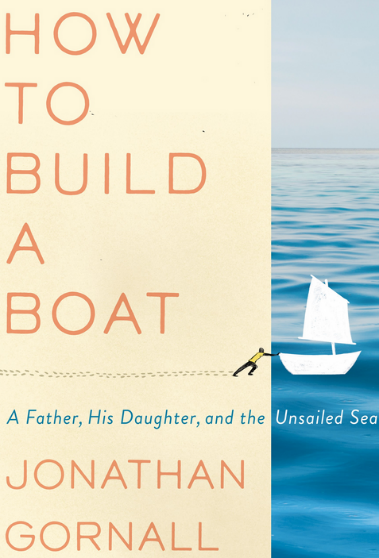 HOW
TO
BUILD
A
BOAT
A Father, His Daughter, and the Unsailed Sea
JONATHAN
GORNALL